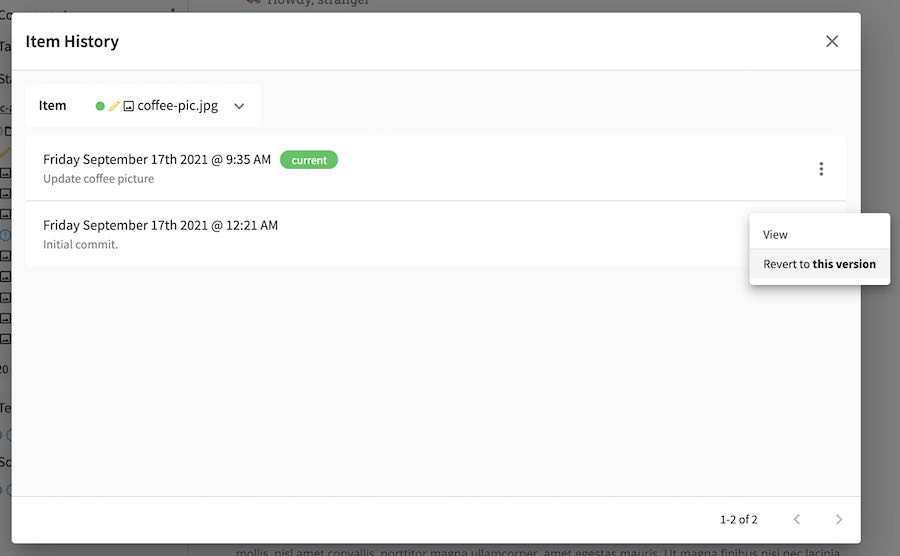 Howdy, stranger
Item History
Item coffee-pic.jpg
Friday September 17th 2021 @ 9:35 AM current
Update coffee picture
Friday September 17th 2021 @ 12:21 AM
Initial commit.
View
Revert to this version
1-2 of 2
mollis, nisl amet convallis, porttitor magna ullamcorper, amet egestas mauris. Ut magna finibus nisi nec lacinia